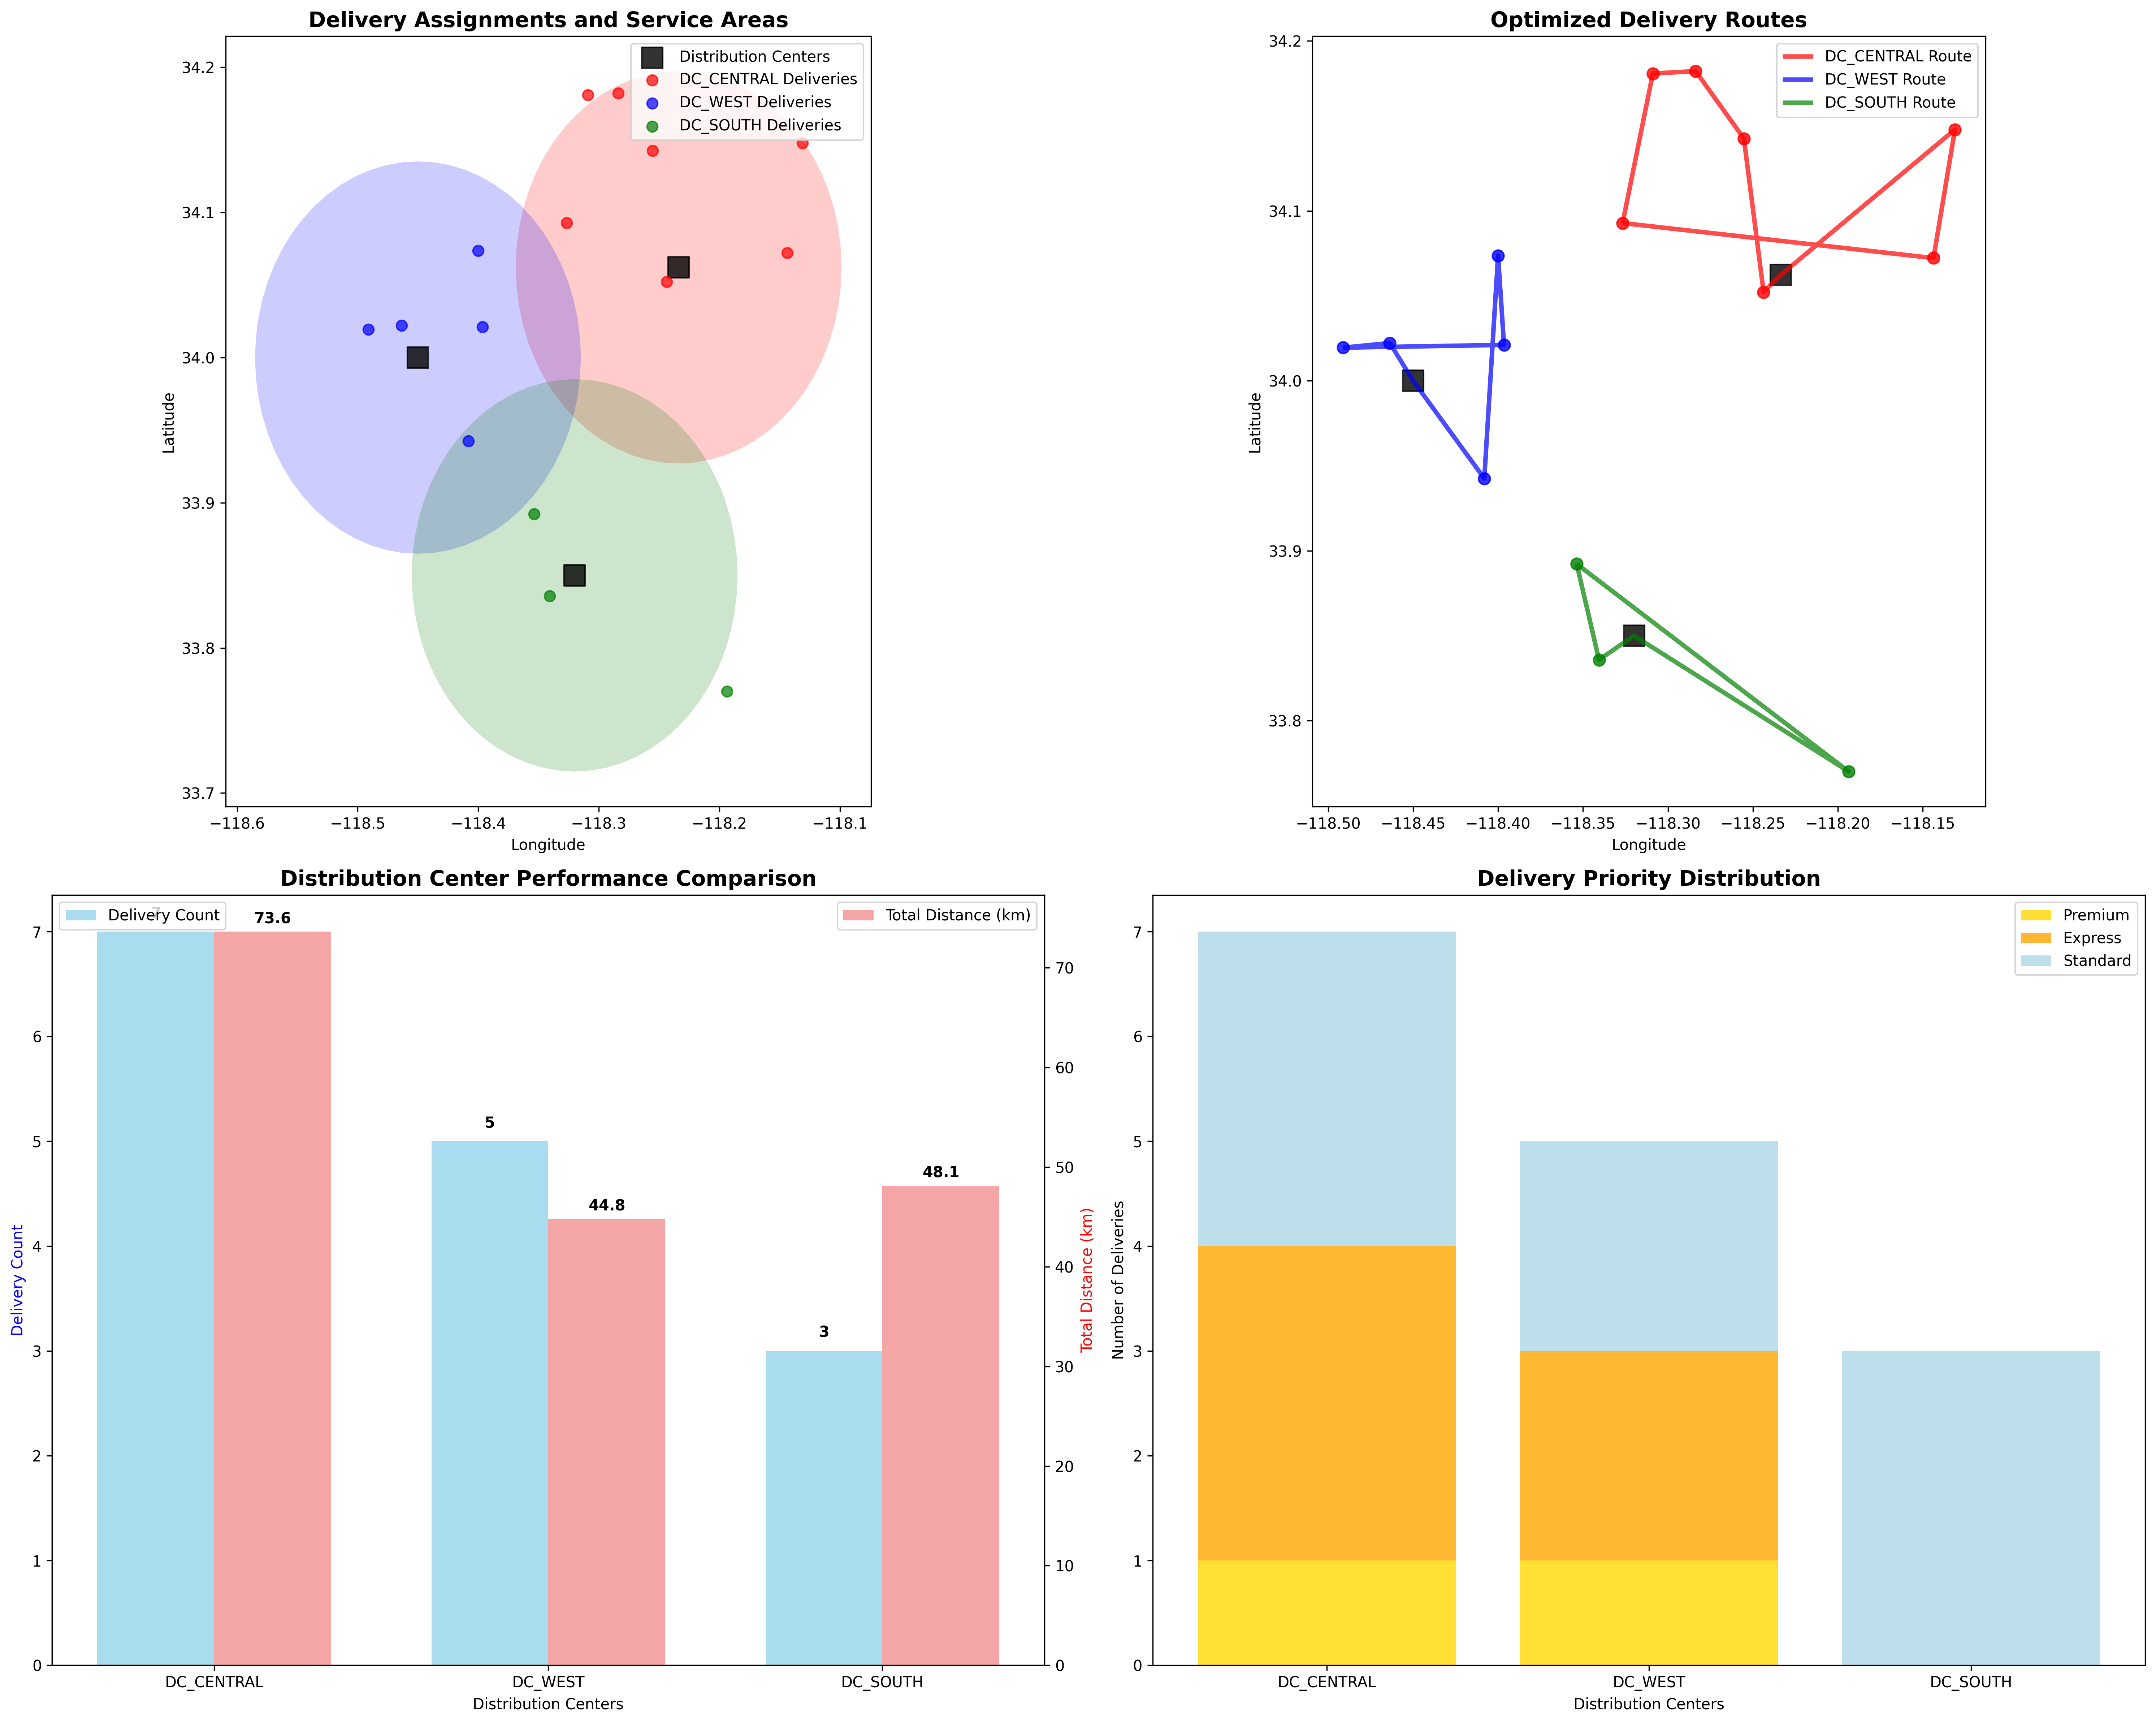 Delivery Assignments and Service Areas
Distribution Centers
DC_CENTRAL Deliveries
DC_WEST Deliveries
DC_SOUTH Deliveries
34.2
34.1
34.0
33.9
33.8
33.7
Latitude
−118.6 −118.5 −118.4 −118.3 −118.2 −118.1
Longitude
Optimized Delivery Routes
DC_CENTRAL Route
DC_WEST Route
DC_SOUTH Route
34.2
34.1
34.0
33.9
33.8
Latitude
−118.50 −118.45 −118.40 −118.35 −118.30 −118.25 −118.20 −118.15
Longitude
Distribution Center Performance Comparison
Delivery Count
Total Distance (km)
7
73.6
5
44.8
3
48.1
7
6
5
4
3
2
1
0
Delivery Count
70
60
50
40
30
20
10
0
Total Distance (km)
DC_CENTRAL DC_WEST DC_SOUTH
Distribution Centers
Delivery Priority Distribution
Premium
Express
Standard
7
6
5
4
3
2
1
0
Number of Deliveries
DC_CENTRAL DC_WEST DC_SOUTH
Distribution Centers